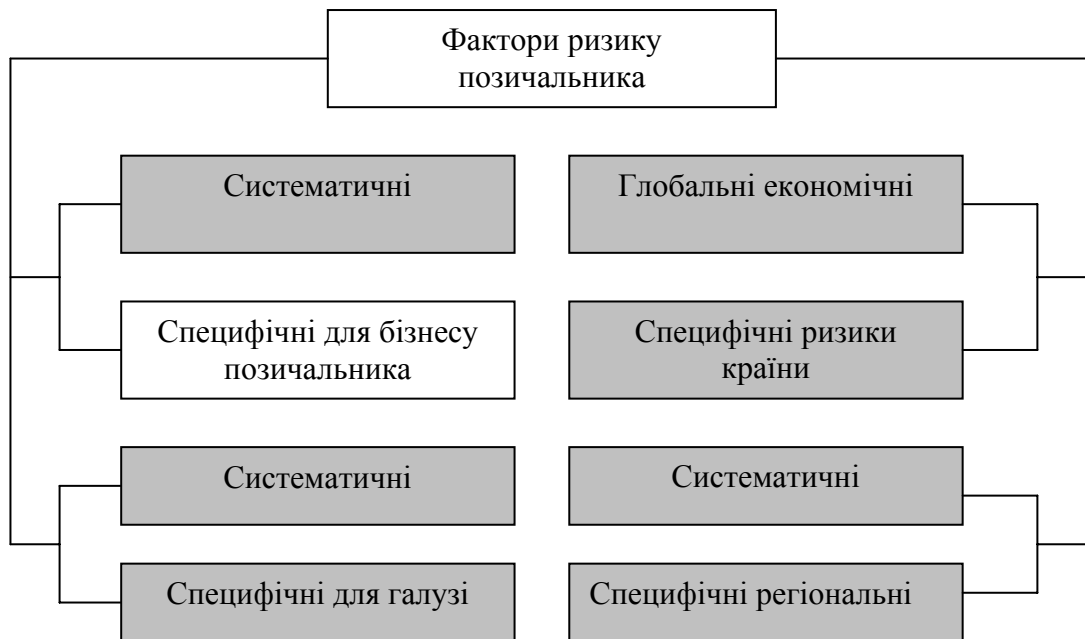 Фактори ризику
позичальника
Систематичні
Глобальні економічні
Специфічні для бізнесу
позичальника
Специфічні ризики
країни
Систематичні
Систематичні
Специфічні для галузі
Специфічні регіональні